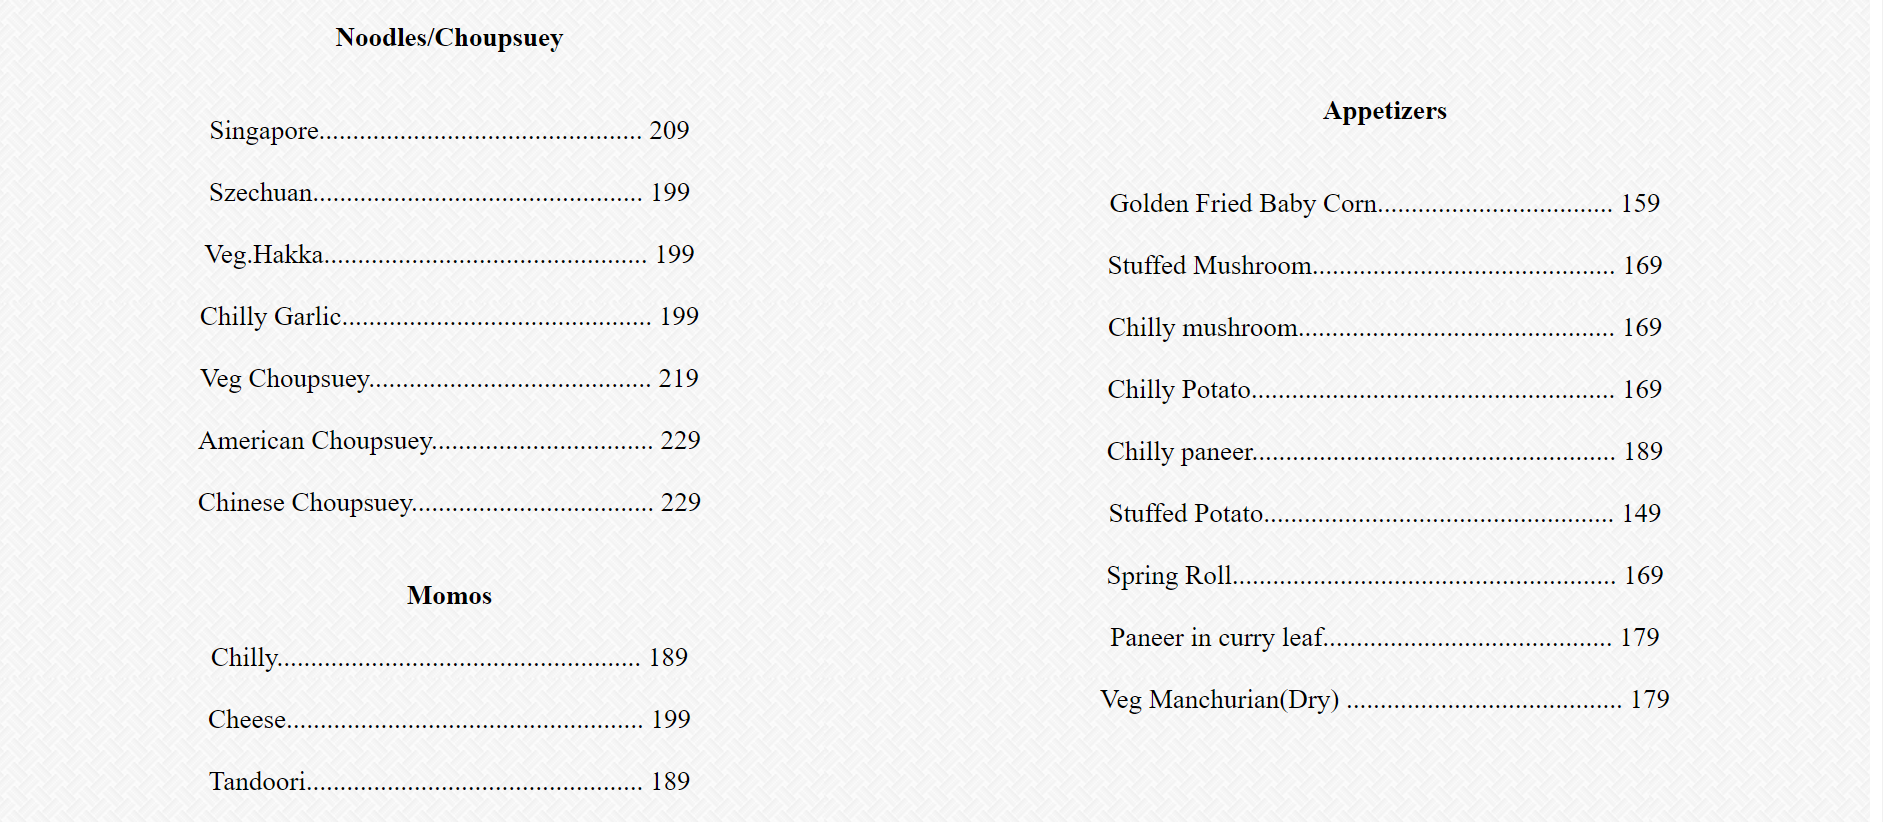 Noodles/Choupsuey
Singapore................................................ 209
Szechuan................................................. 199
Veg.Hakka................................................ 199
Chilly Garlic.............................................. 199
Veg Choupsuey.......................................... 219
American Choupsuey................................. 229
Chinese Choupsuey.................................... 229
Momos
Chilly...................................................... 189
Cheese..................................................... 199
Tandoori.................................................. 189
Appetizers
Golden Fried Baby Corn................................... 159
Stuffed Mushroom............................................. 169
Chilly mushroom............................................... 169
Chilly Potato...................................................... 169
Chilly paneer...................................................... 189
Stuffed Potato.................................................... 149
Spring Roll......................................................... 169
Paneer in curry leaf........................................... 179
Veg Manchurian(Dry) ......................................... 179